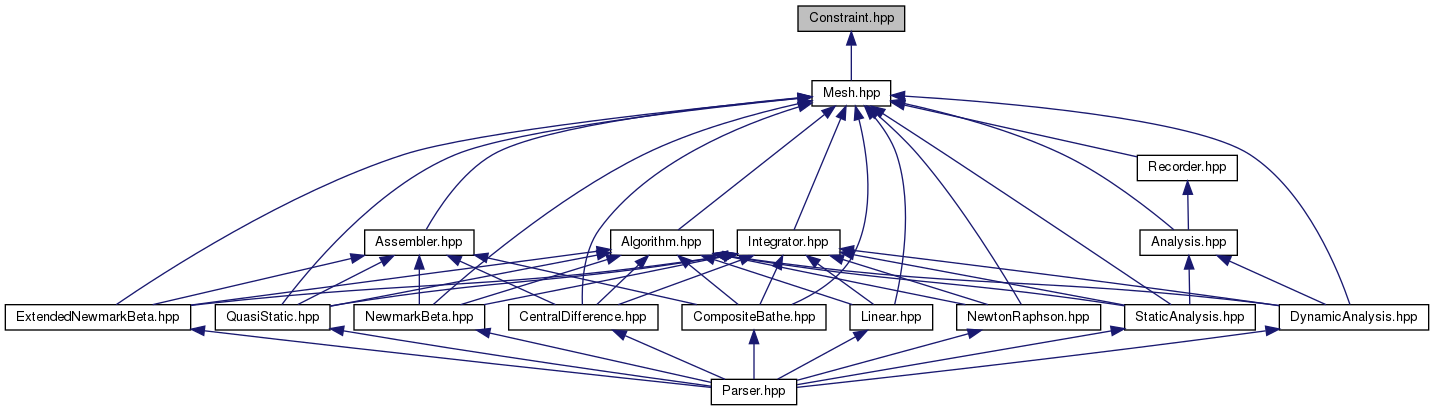 Constraint.hpp
Mesh.hpp
Recorder.hpp
Assembler.hpp
Algorithm.hpp
Integrator.hpp
Analysis.hpp
ExtendedNewmarkBeta.hpp
QuasiStatic.hpp
NewmarkBeta.hpp
CentralDifference.hpp
CompositeBathe.hpp
Linear.hpp
NewtonRaphson.hpp
StaticAnalysis.hpp
DynamicAnalysis.hpp
Parser.hpp